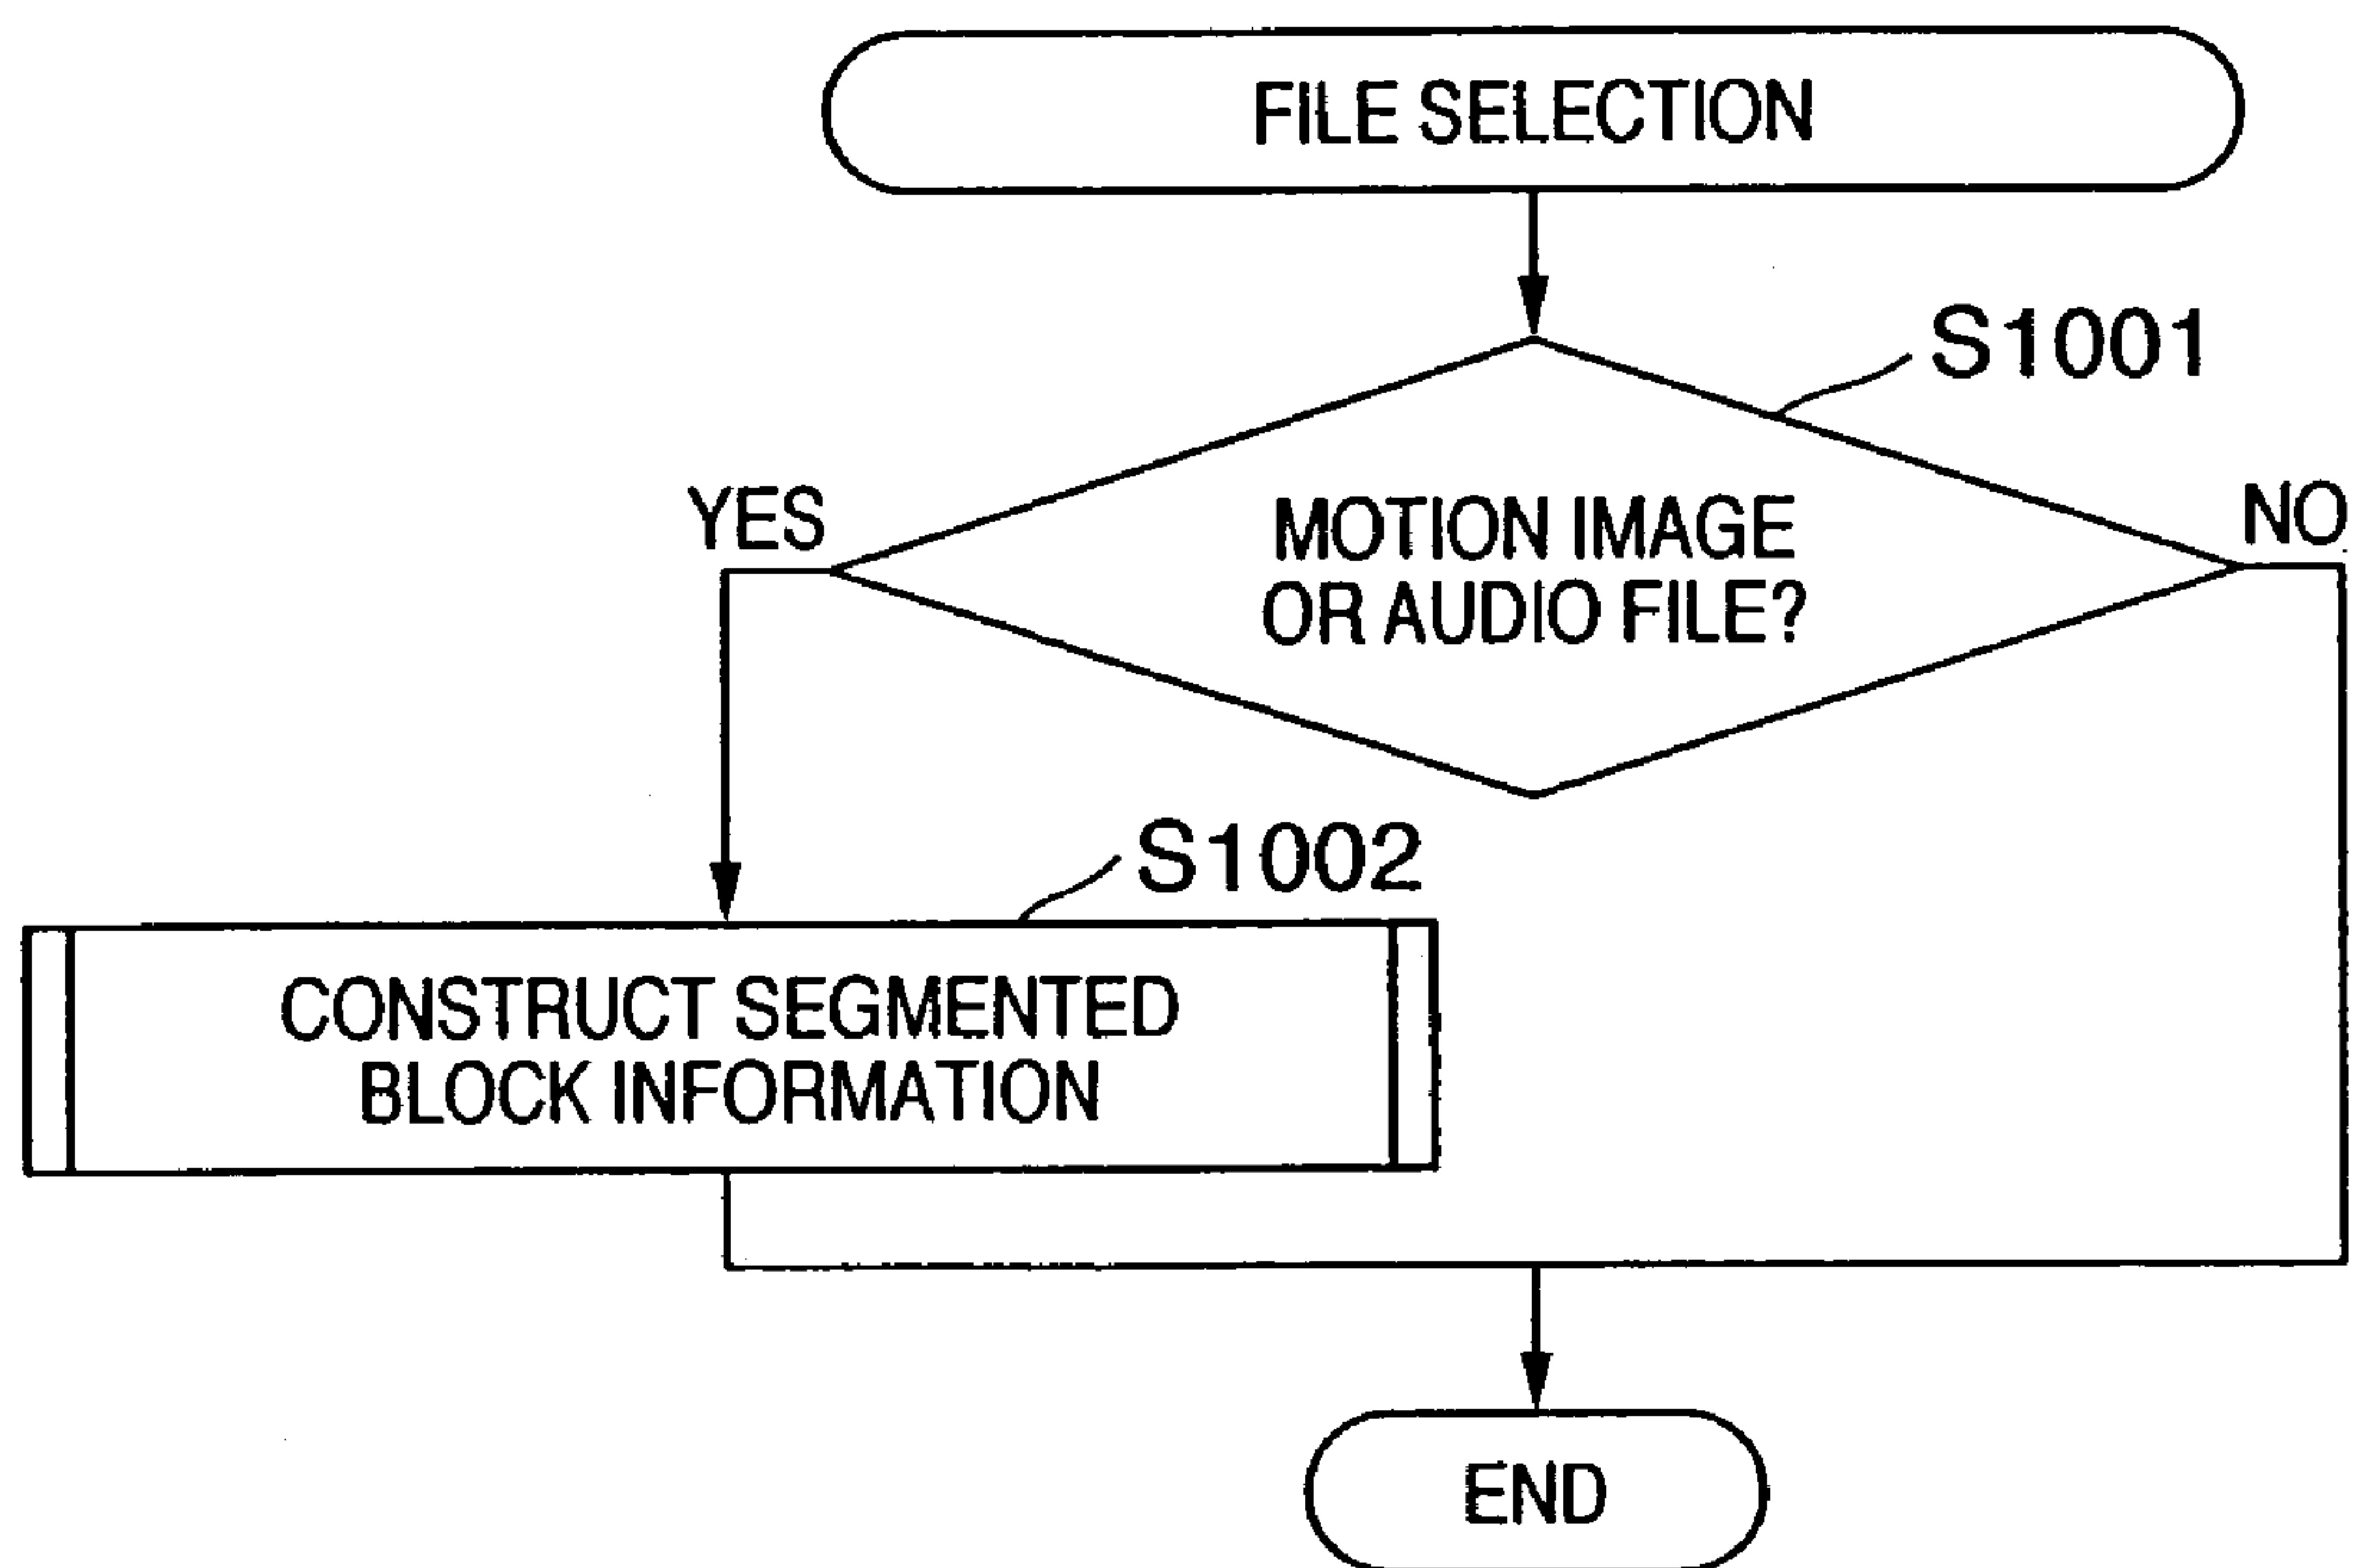 FILE SELECTION
S1001
YES
NO
MOTION IMAGE
OR AUDIO FILE?
S1002
CONSTRUCT SEGMENTED
BLOCK INFORMATION
END